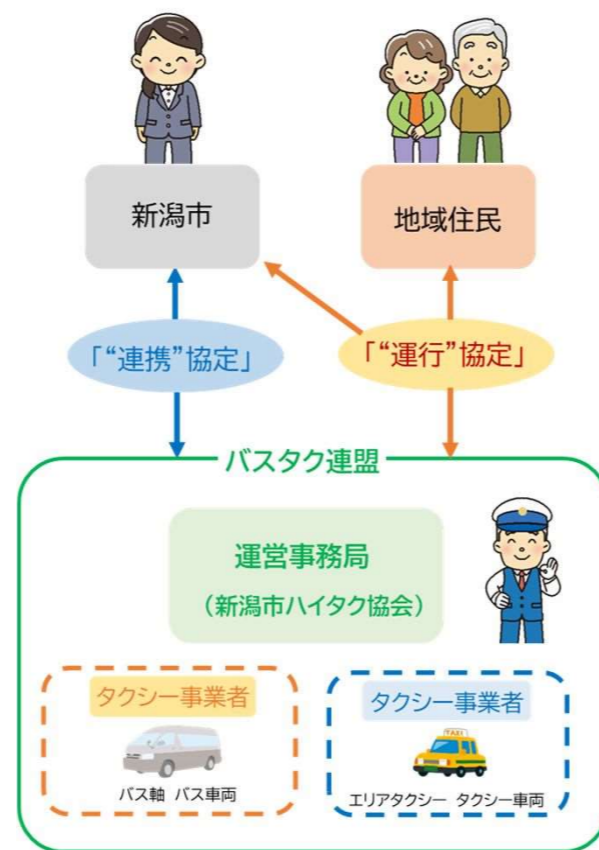 新潟市
地域住民
「“連携”協定」
「“運行”協定」
バスタク連盟
運営事務局
（新潟市ハイタク協会）
タクシー事業者
バス軸 バス車両
タクシー事業者
TAXI
エリアタクシー タクシー車両